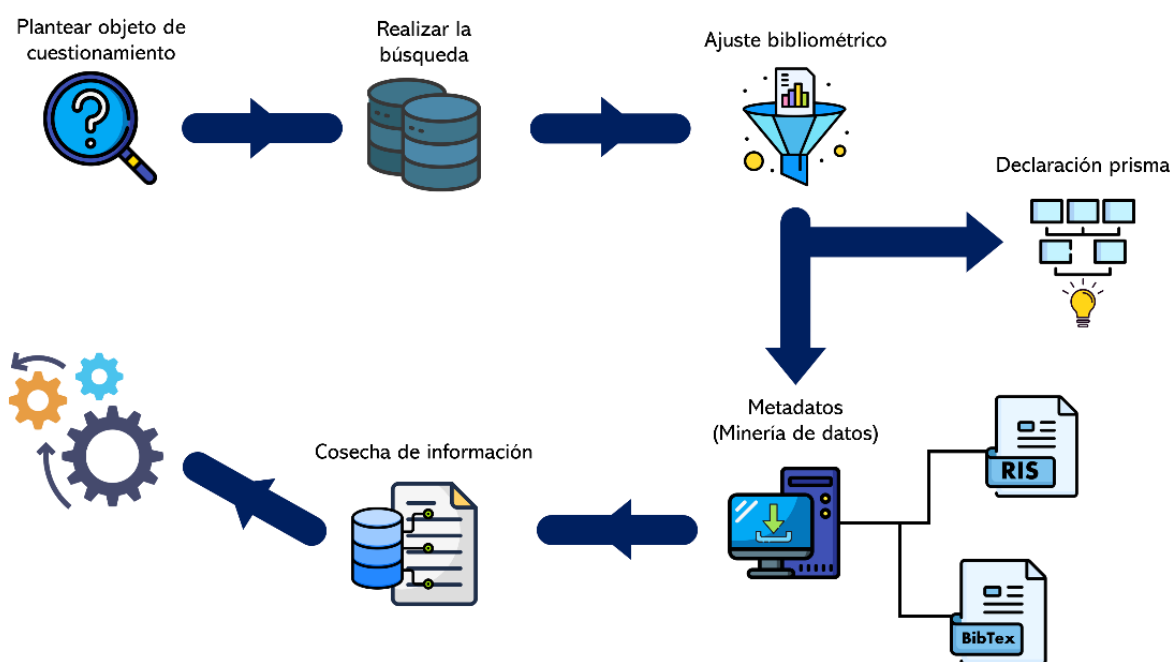 Plantear objeto de
cuestionamiento
Realizar la
búsqueda
Ajuste bibliométrico
Declaración prisma
Metadatos
(Minería de datos)
RIS
Cosecha de información
BibTex